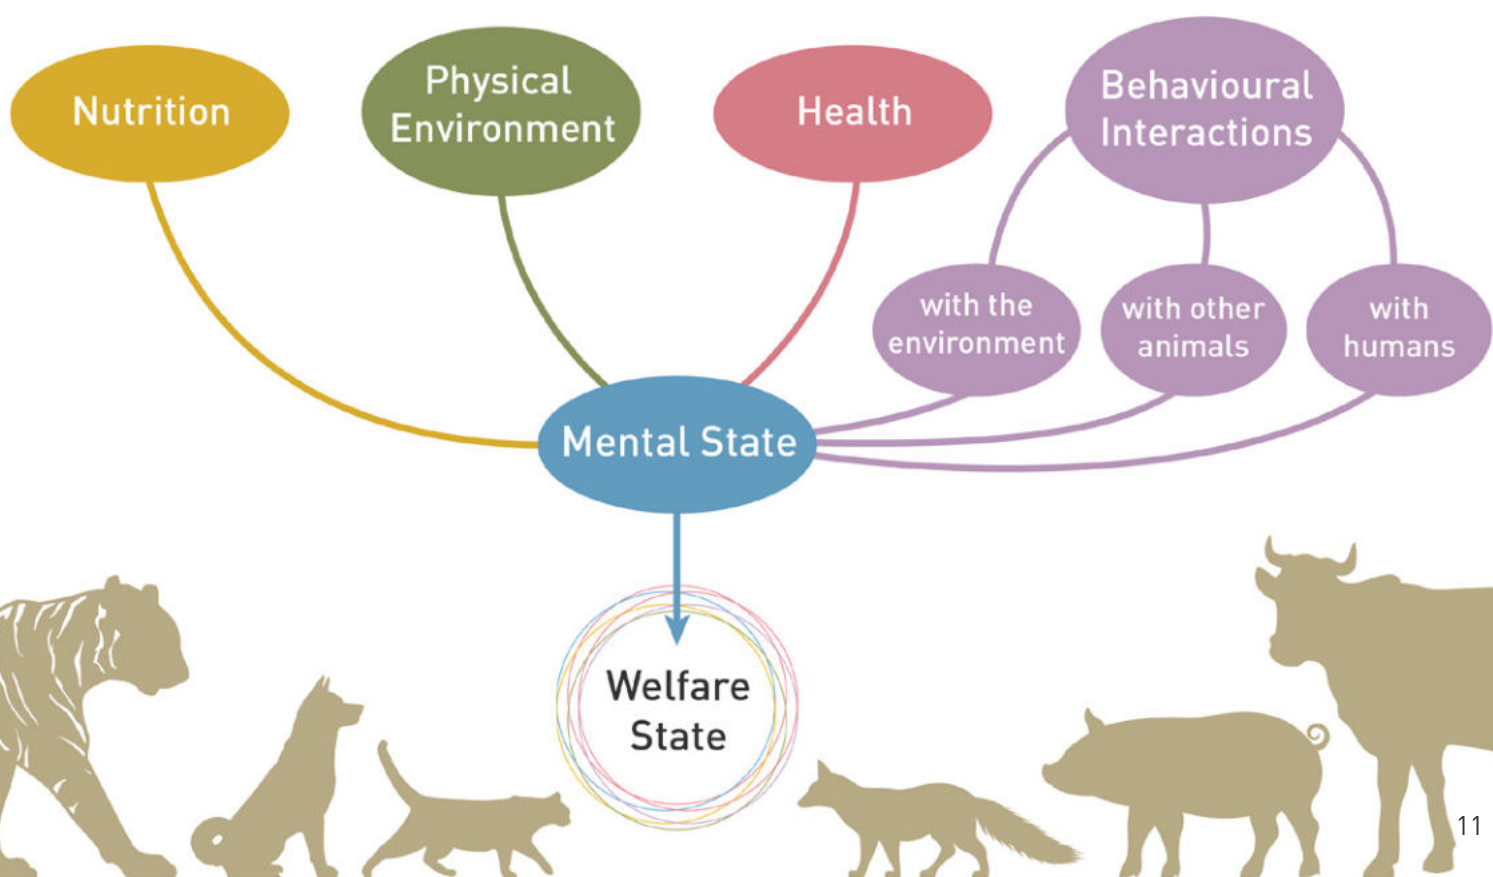 Nutrition
Physical
Environment
Health
Behavioural
Interactions
with the
environment
with other
animals
with
humans
Mental State
Welfare
State
11